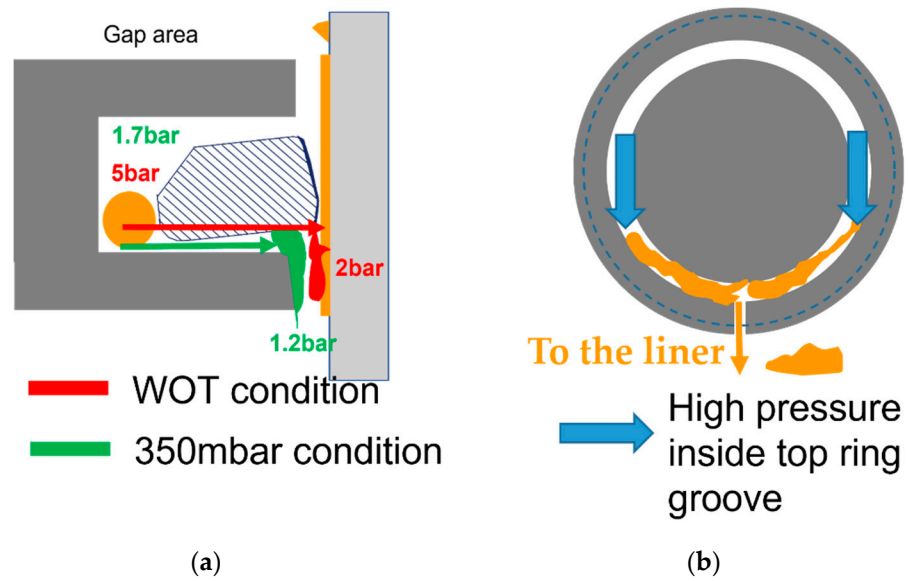 Gap area
1.7bar
5bar
2bar
1.2bar
WOT condition
350mbar condition
(a)
To the liner
High pressure
inside top ring
groove
(b)